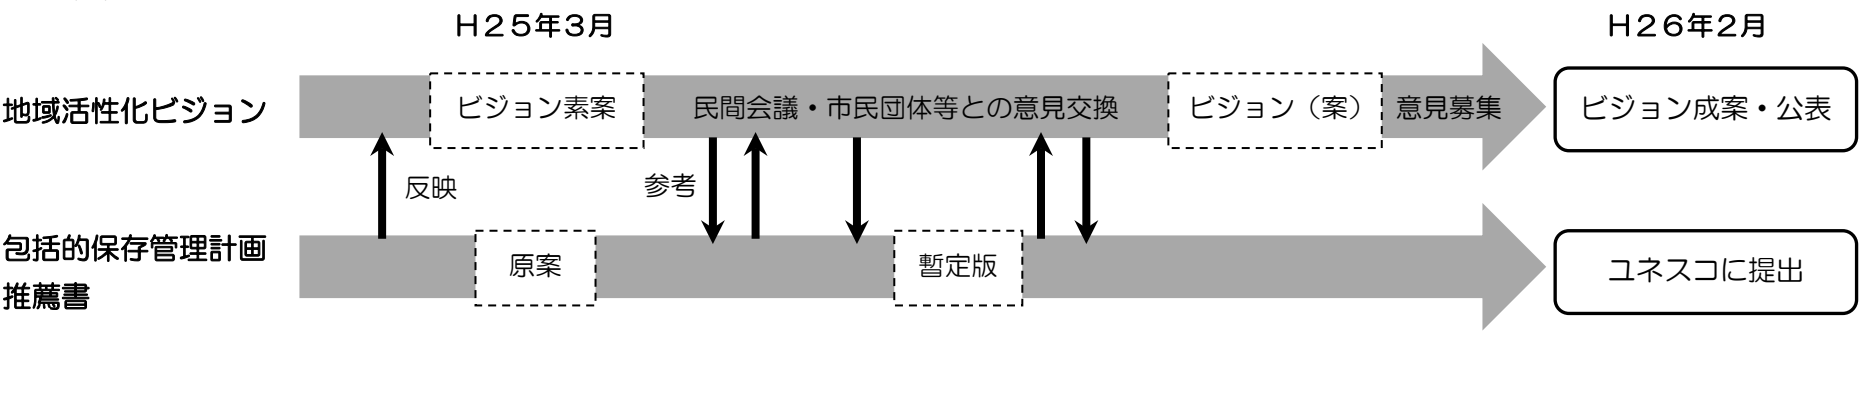 Ｈ２５年３月
Ｈ２６年２月
地域活性化ビジョン
ビジョン素案
民間会議・市民団体等との意見交換
ビジョン（案）
意見募集
ビジョン成案・公表
反映
参考
包括的保存管理計画
推薦書
原案
暫定版
ユネスコに提出